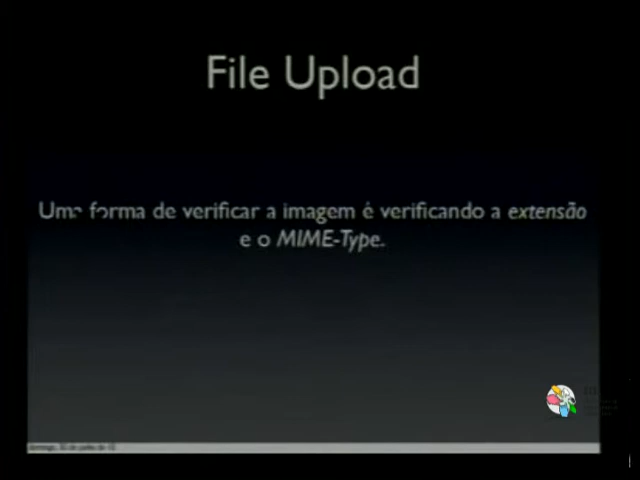 File Upload
Uma forma de verificar a imagem é verificando a extensão
e o MIME-Type.